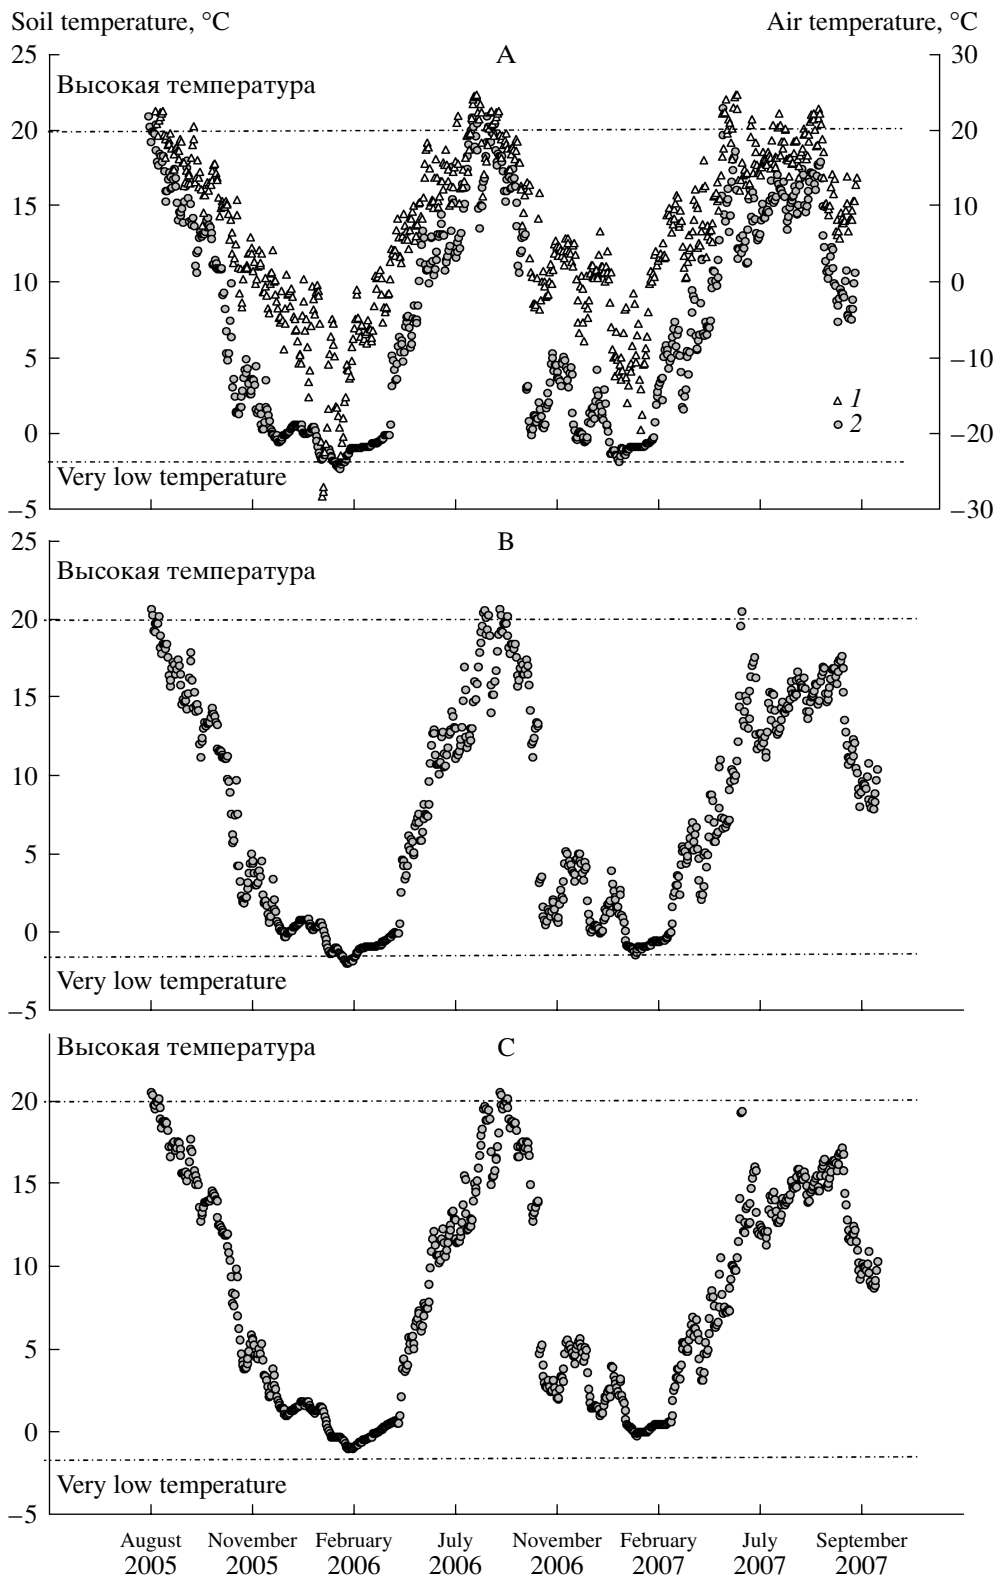 Soil temperature, °C
Air temperature, °C
25
A
30
Высокая температура
20
20
15
10
10
0
5
−10
1
2
0
−20
Very low temperature
−5
−30
25
B
Высокая температура
20
15
10
5
0
Very low temperature
−5
Высокая температура
C
20
15
10
5
0
Very low temperature
−5
August November February July November February July September
2005 2005 2006 2006 2006 2007 2007 2007